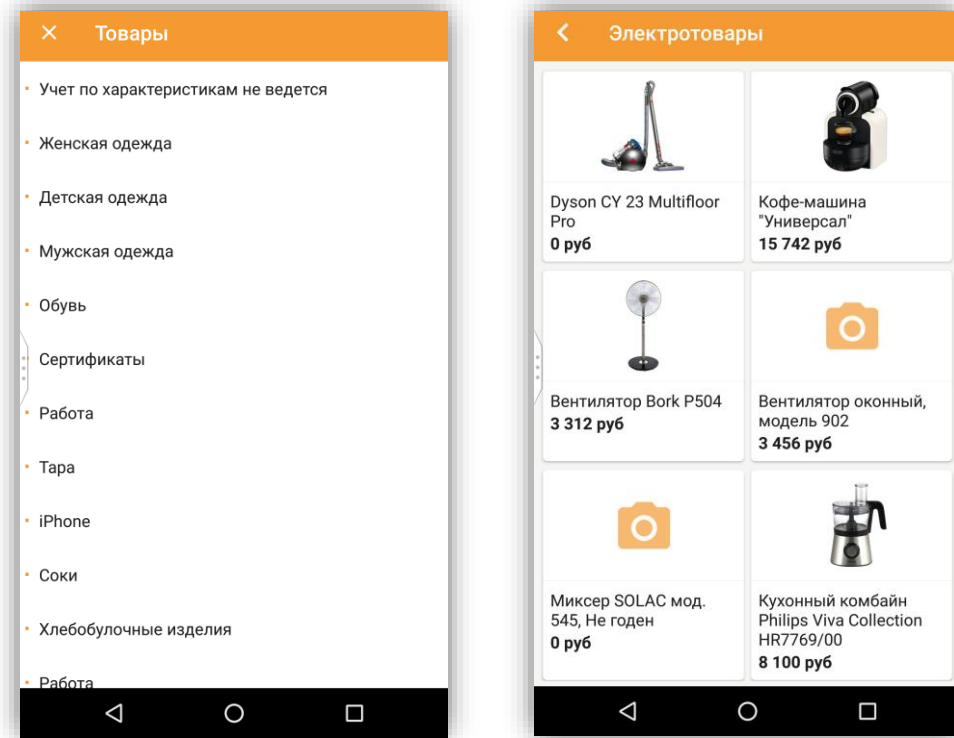 Товары
Учет по характеристикам не ведется
Женская одежда
Детская одежда
Мужская одежда
Обувь
Сертификаты
Работа
Тара
iPhone
Соки
Хлебобулочные изделия
Работа
Электротовары
Dyson CY 23 Multifloor
Pro
0 руб
Кофе-машина
"Универсал"
15 742 руб
Вентилятор Bork P504
3 312 руб
Вентилятор оконный,
модель 902
3 456 руб
Миксер SOLAC мод.
545, Не годен
0 руб
Кухонный комбайн
Philips Viva Collection
HR7769/00
8 100 руб